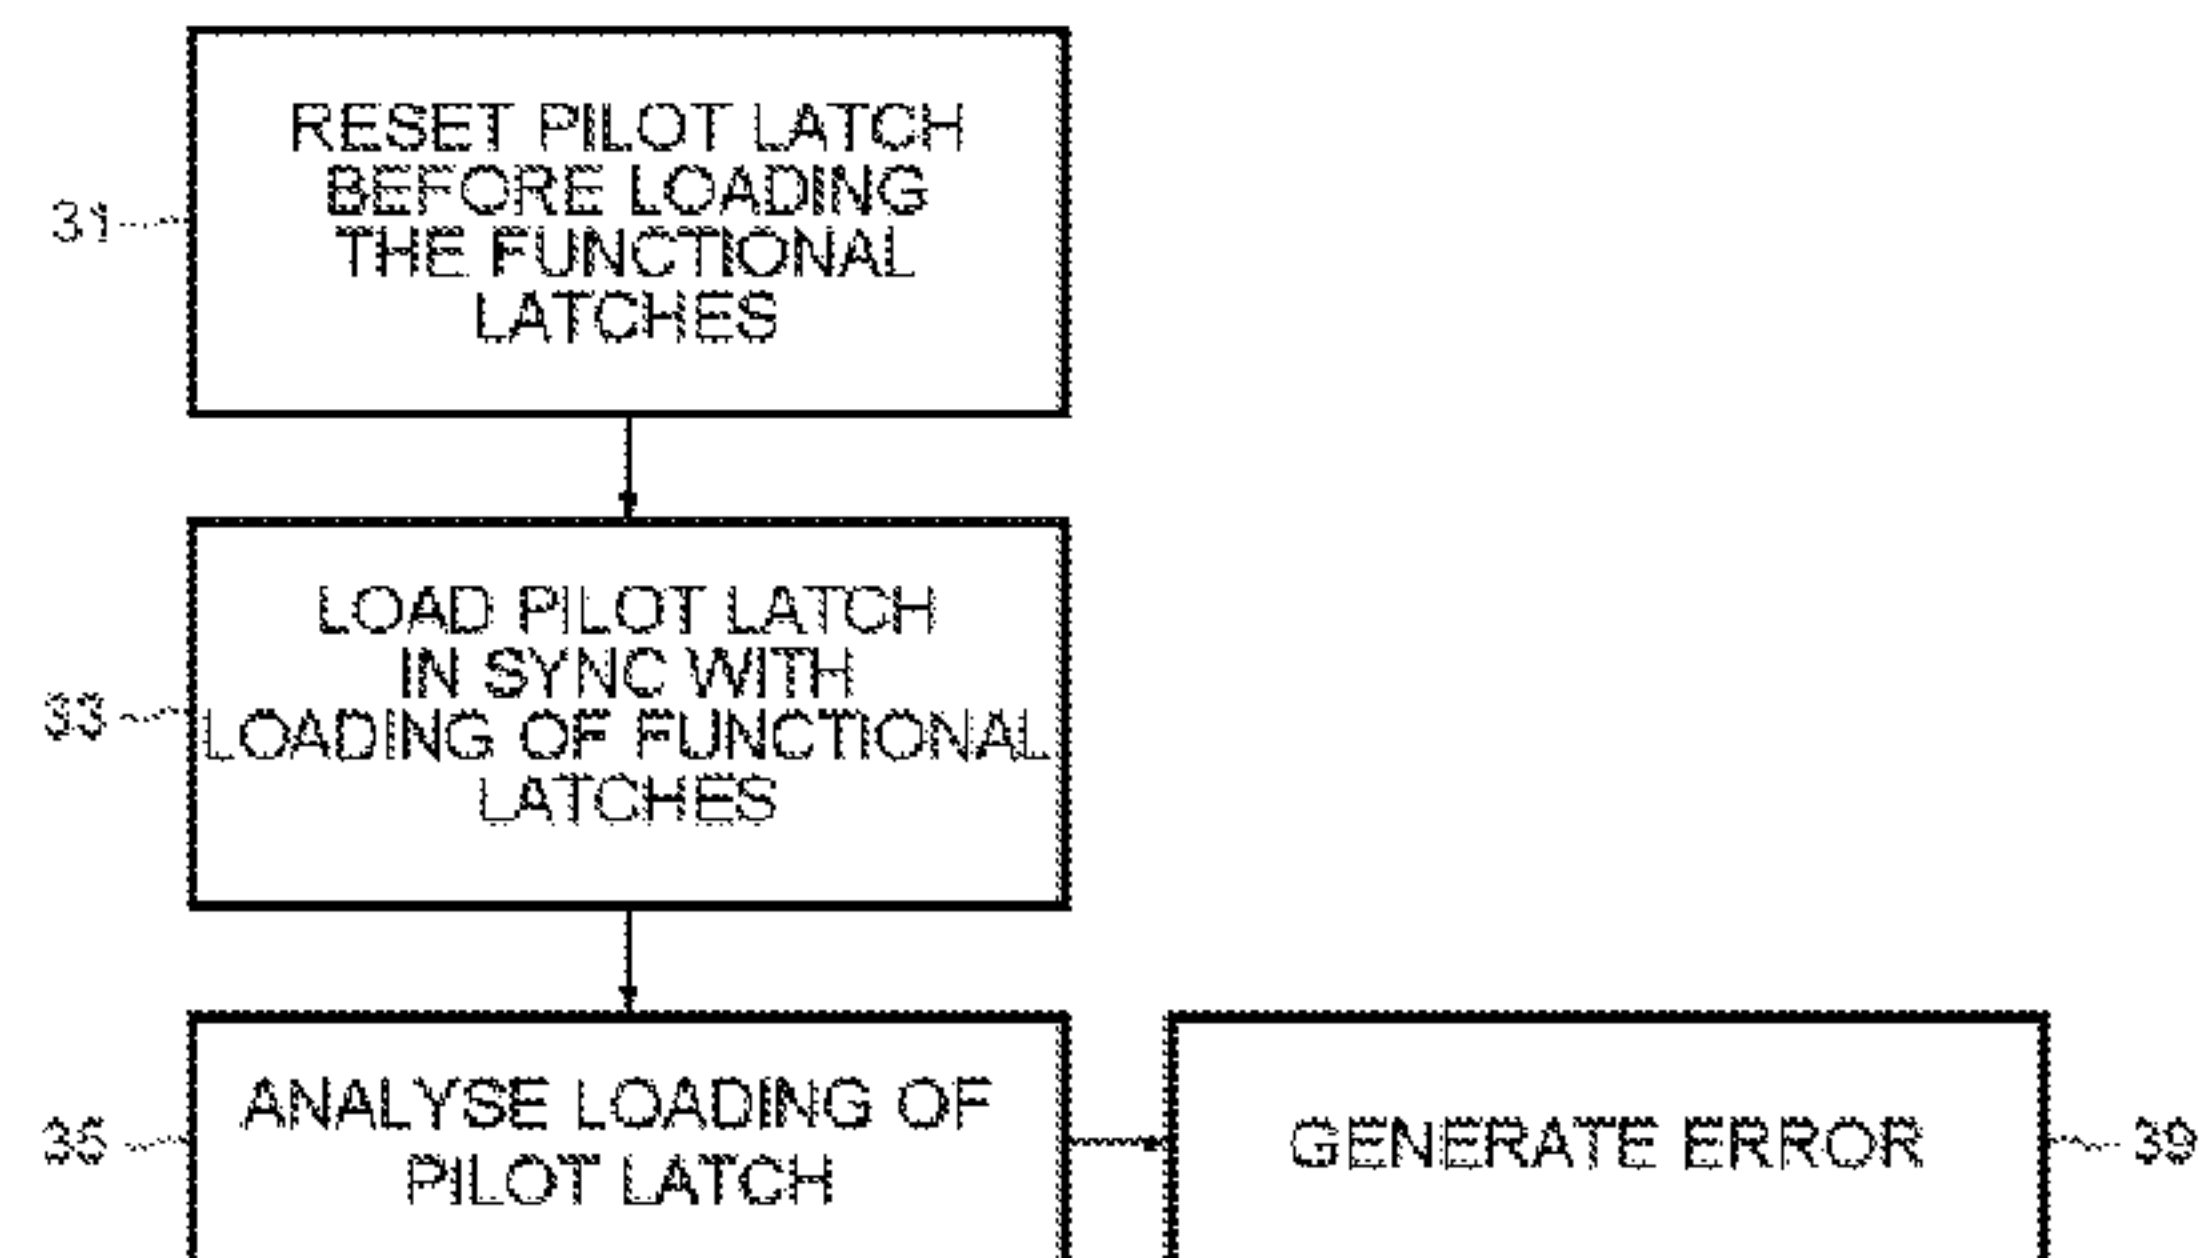 RESET PILOT LATCH
BEFORE LOADING
THE FUNCTIONAL
LATCHES
31
LOAD PILOT LATCH
IN SYNC WITH
LOADING OF FUNCTIONAL
LATCHES
33
ANALYSE LOADING OF
PILOT LATCH
35
GENERATE ERROR
39